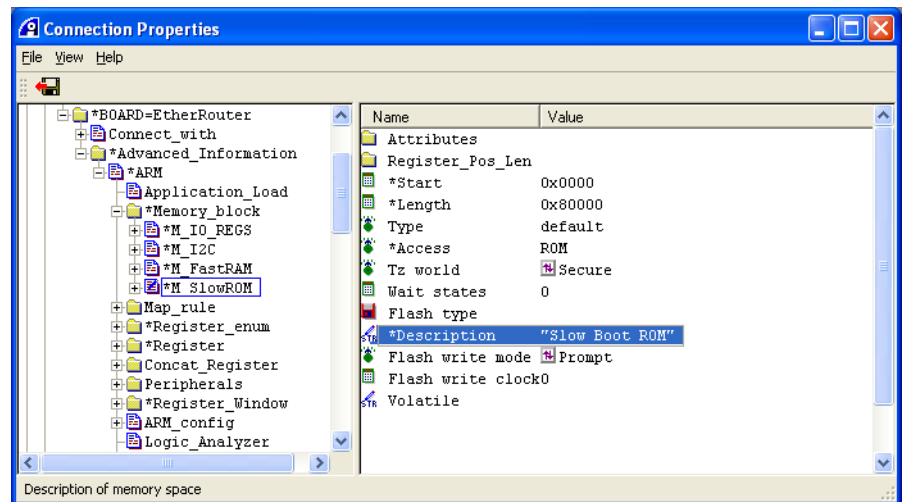 Connection Properties
File View Help
*BOARD=EtherRouter
Connect_with
*Advanced_Information
*ARM
Application_Load
*Memory_block
*M_IO_REGS
*M_I2C
*M_FastRAM
*M_SlowROM
Map_rule
*Register_enum
*Register
Concat_Register
Peripherals
*Register_Window
ARM_config
Logic_Analyzer
Name Value
Attributes
Register_Pos_Len
*Start 0x0000
*Length 0x80000
Type default
*Access ROM
Tz world Secure
Wait states 0
Flash type
STR *Description "Slow Boot ROM"
Flash write mode Prompt
Flash write clock0
STR Volatile
Description of memory space